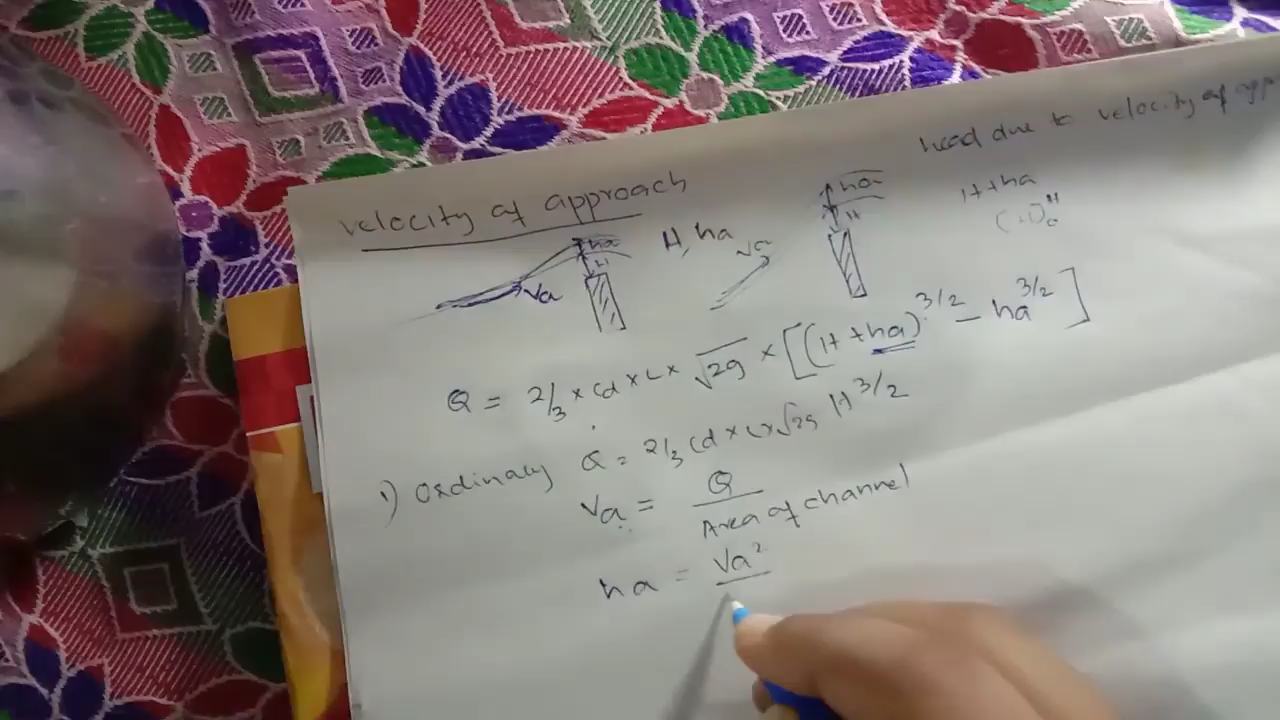 head due to velocity of app
velocity of approach
ha
H
Va
H, ha
Va
ha
H
H+ha
Q = 2/3 × Cd × L × √2g × [(H + ha)^3/2 - ha^3/2]
1) Ordinary Q = 2/3 Cd × L × √2g H^3/2
Va = Q / Area of channel
ha = Va²